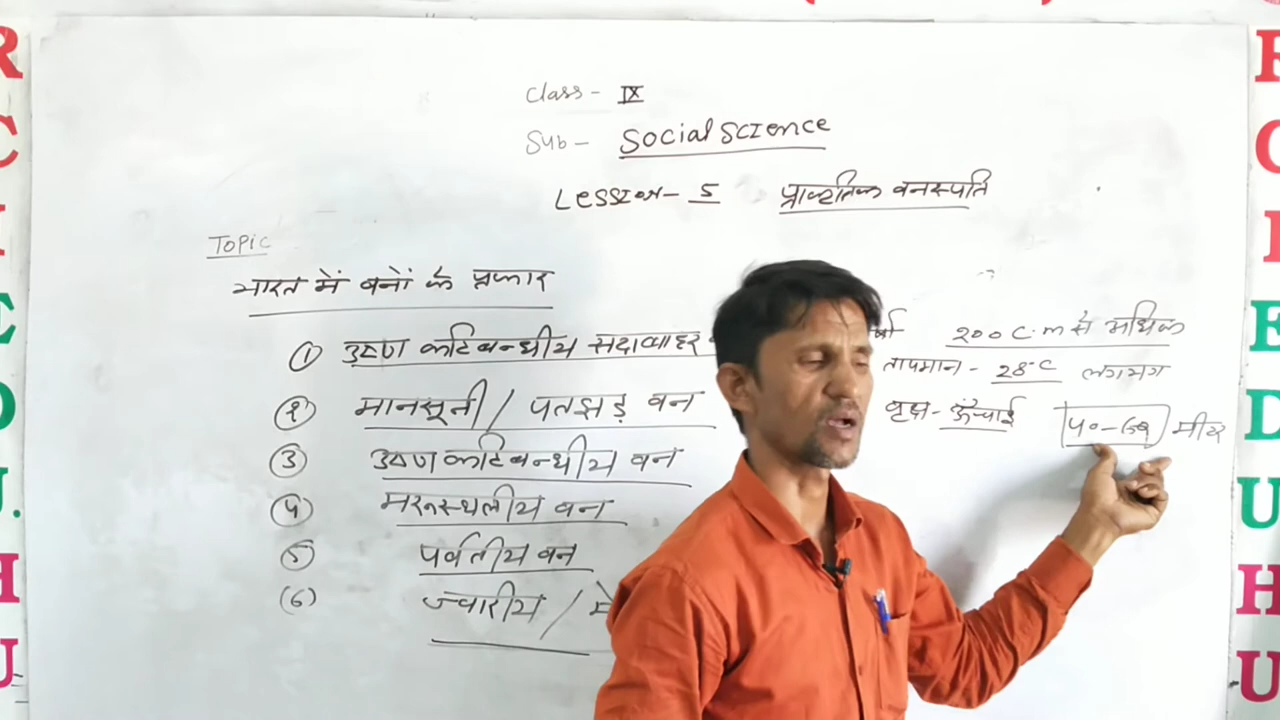 Class - IX
Sub - Social Science
Lession - 5 प्राकृतिक वनस्पति
Topic
भारत में वनों के प्रकार
① उष्ण कटिबन्धीय सदाबाहर
② मानसूनी / पतझड़ वन
③ उष्ण कटिबन्धीय वन
④ मरूस्थलीय वन
⑤ पर्वतीय वन
(6) ज्वारीय /
200 C.m से अधिक
तापमान - 28°C लगभग
वृक्ष - ऊँचाई मीटर
R
C
E
U.
H
U
E
D
U
H
U